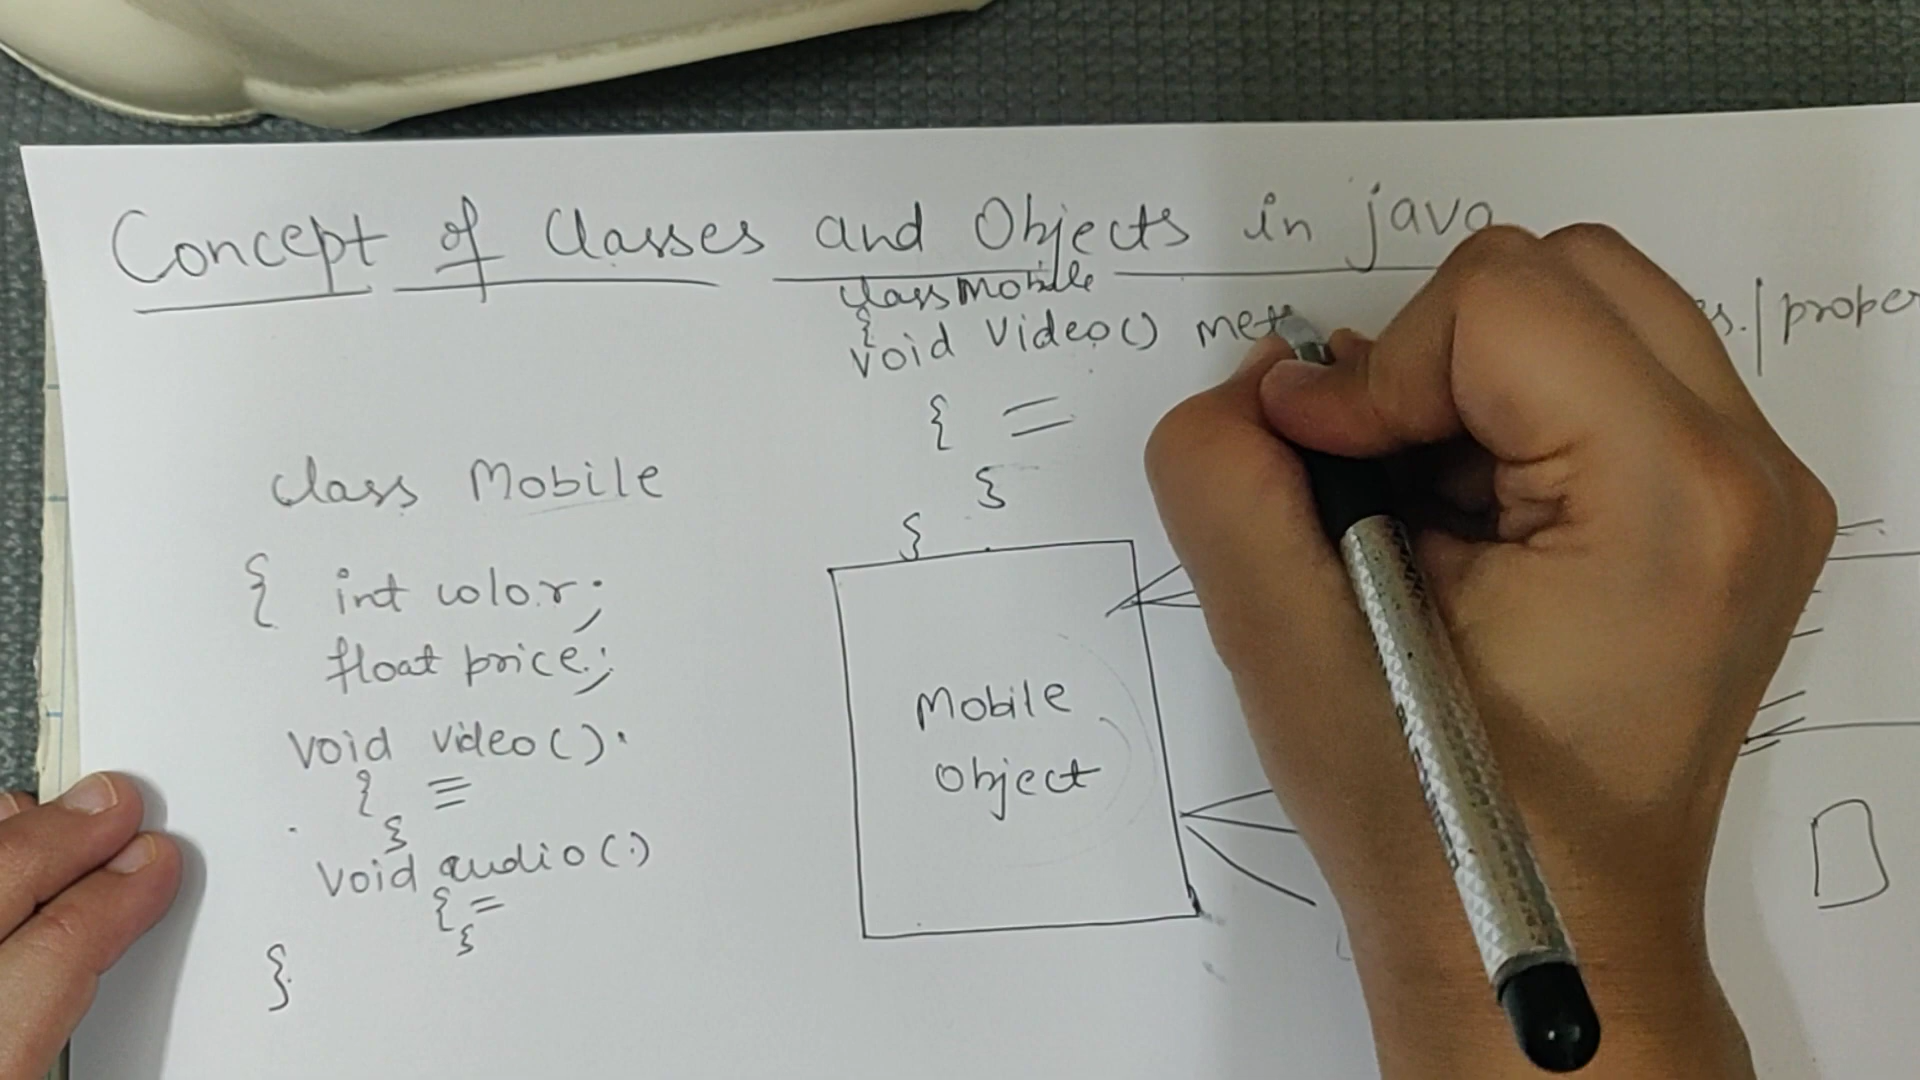 Concept of Classes and Objects in java
class Mobile
{
void Video() met
{ =
}
}
s. | proper
class Mobile
{ int color;
float price;
void video()
{ ≡
}
void audio()
{ =
}
}
Mobile
Object